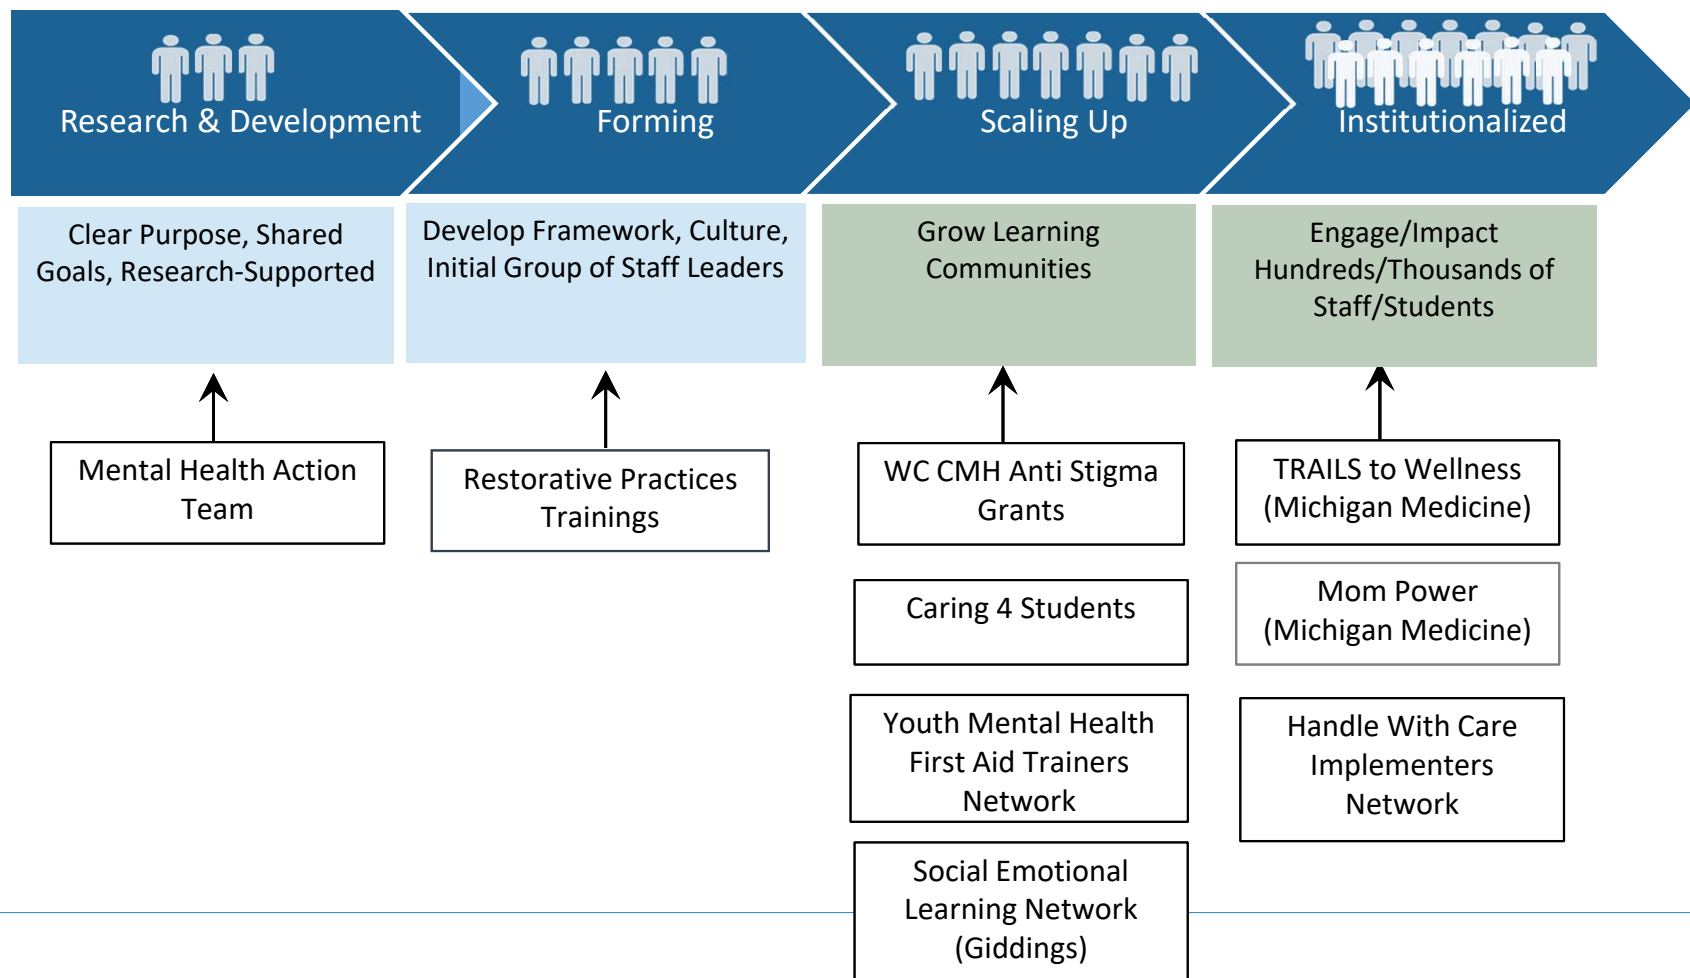 Research & Development
Forming
Scaling Up
Institutionalized
Clear Purpose, Shared
Goals, Research-Supported
Develop Framework, Culture,
Initial Group of Staff Leaders
Grow Learning
Communities
Engage/Impact
Hundreds/Thousands of
Staff/Students
Mental Health Action
Team
Restorative Practices
Trainings
WC CMH Anti Stigma
Grants
Caring 4 Students
Youth Mental Health
First Aid Trainers
Network
Social Emotional
Learning Network
(Giddings)
TRAILS to Wellness
(Michigan Medicine)
Mom Power
(Michigan Medicine)
Handle With Care
Implementers
Network